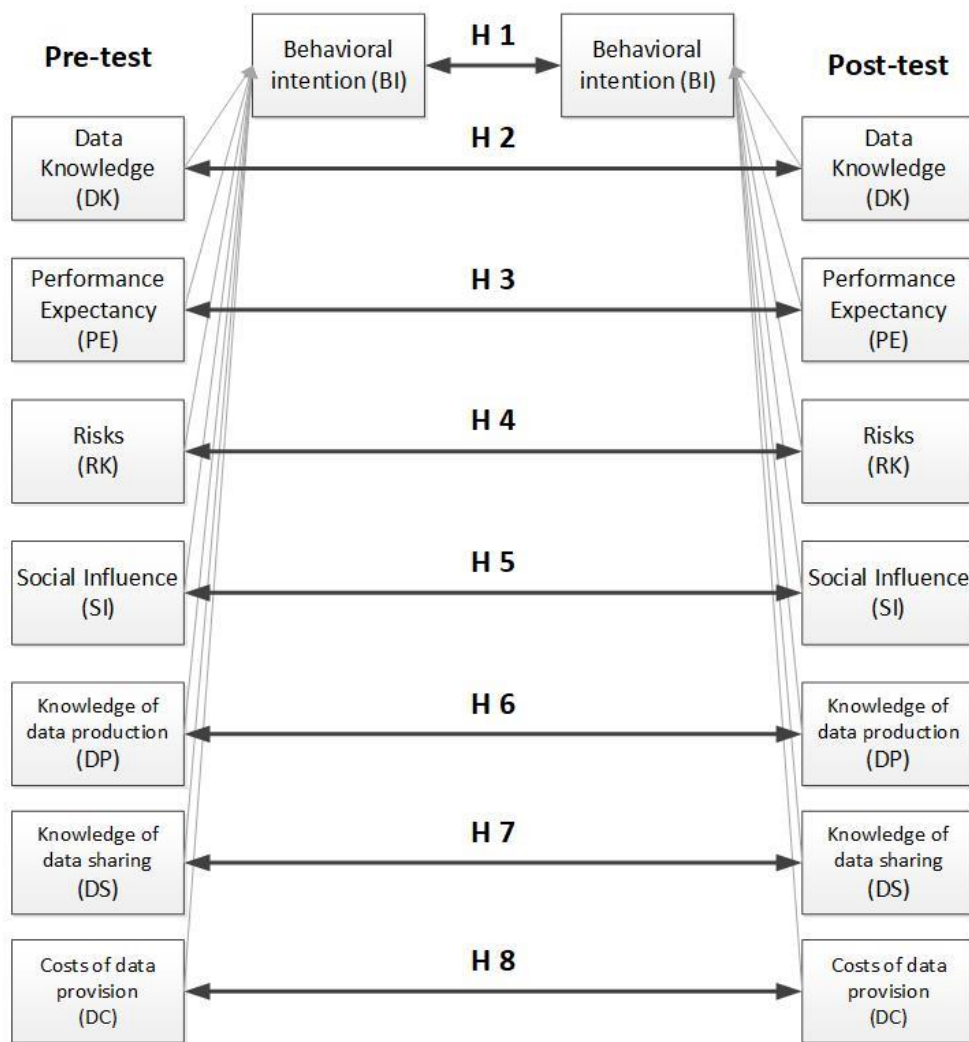 Pre-test
Behavioral
intention (BI)
H 1
Behavioral
intention (BI)
Post-test
Data
Knowledge
(DK)
H 2
Data
Knowledge
(DK)
Performance
Expectancy
(PE)
H 3
Performance
Expectancy
(PE)
Risks
(RK)
H 4
Risks
(RK)
Social Influence
(SI)
H 5
Social Influence
(SI)
Knowledge of
data production
(DP)
H 6
Knowledge of
data production
(DP)
Knowledge of
data sharing
(DS)
H 7
Knowledge of
data sharing
(DS)
Costs of data
provision
(DC)
H 8
Costs of data
provision
(DC)